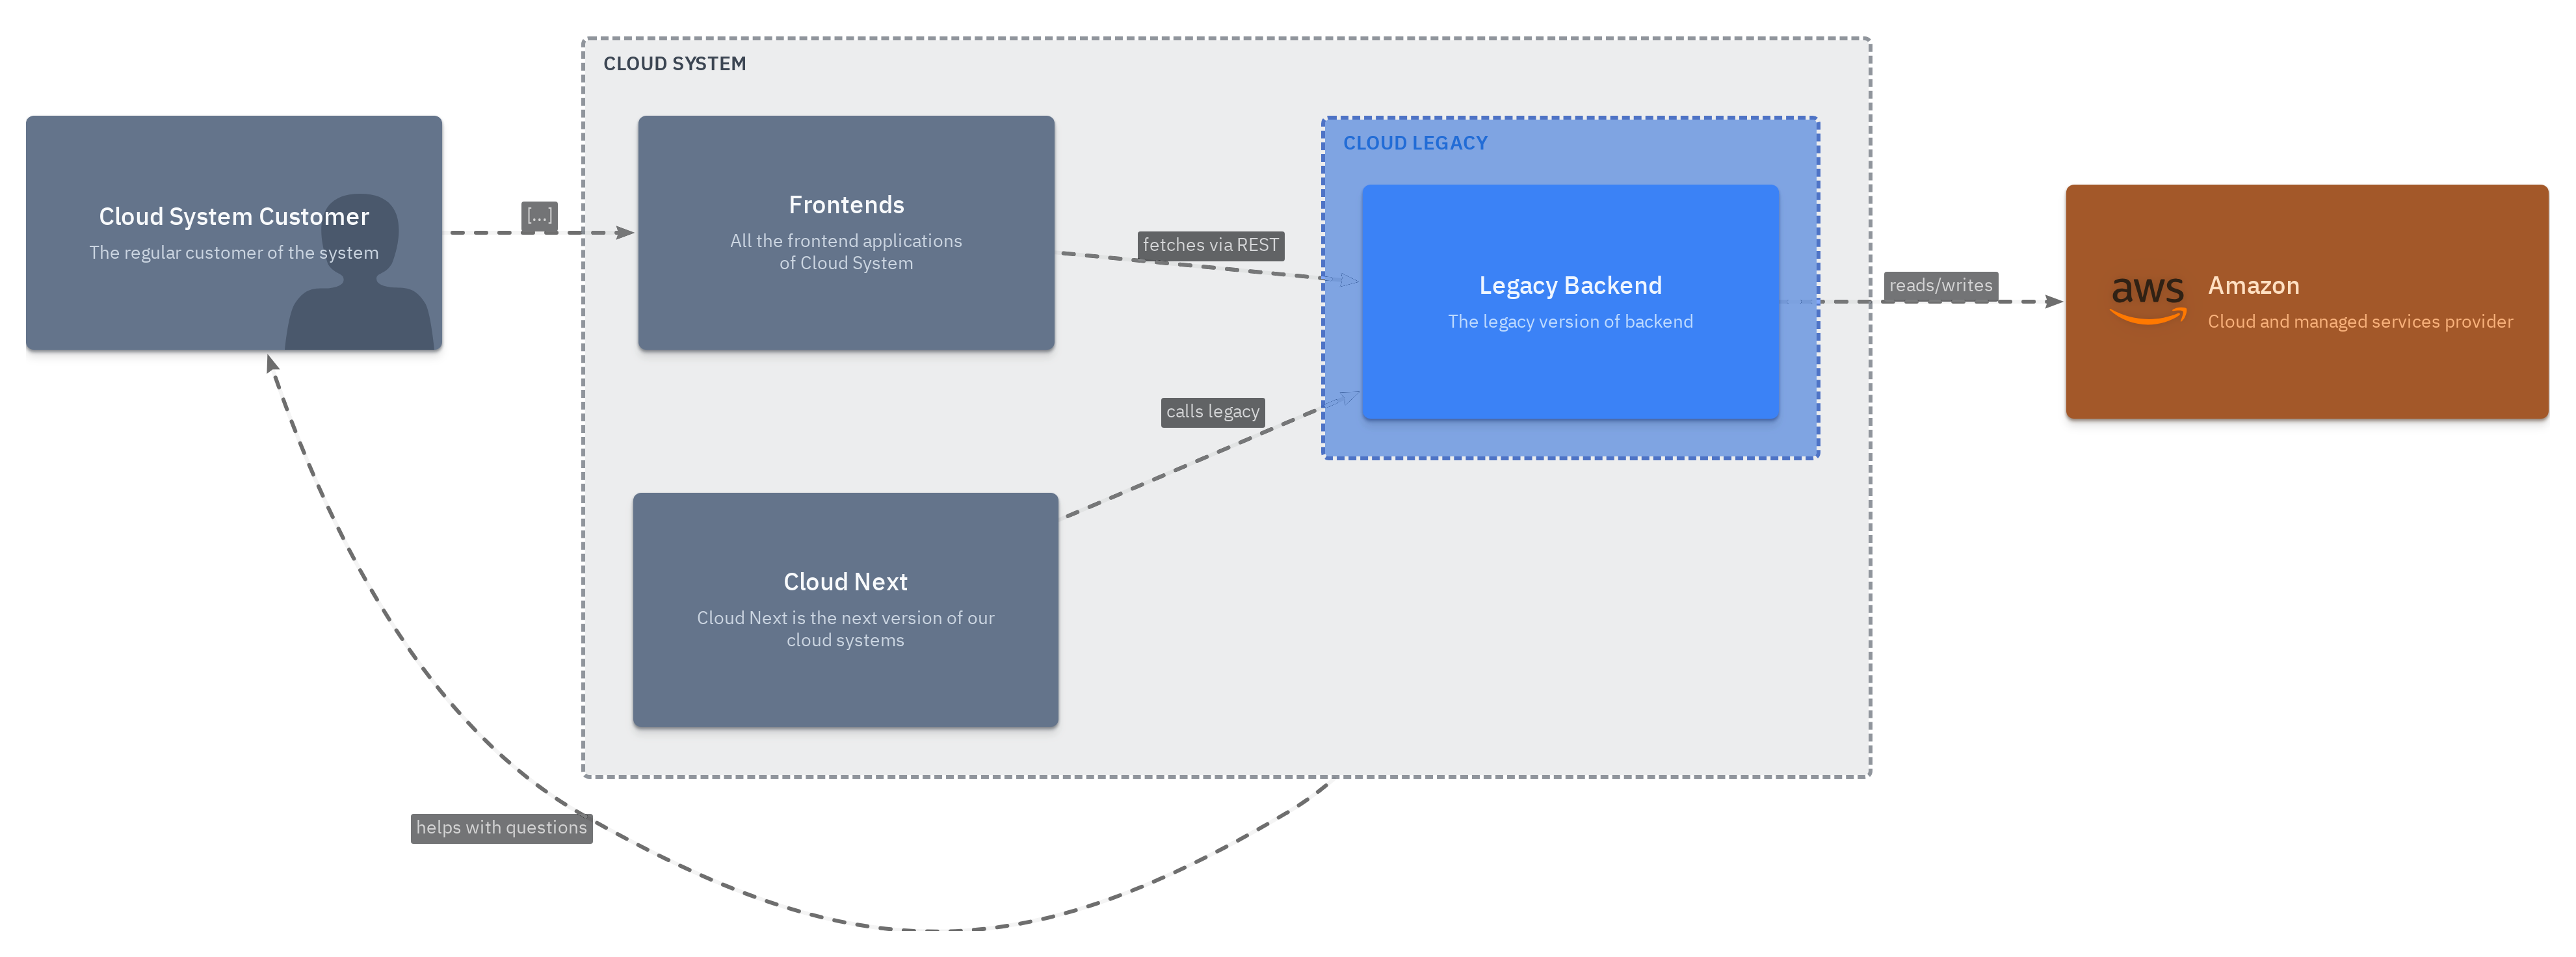 CLOUD SYSTEM
Cloud System Customer
The regular customer of the system
[...]
Frontends
All the frontend applications
of Cloud System
fetches via REST
CLOUD LEGACY
Legacy Backend
The legacy version of backend
reads/writes
aws
Amazon
Cloud and managed services provider
calls legacy
Cloud Next
Cloud Next is the next version of our
cloud systems
helps with questions